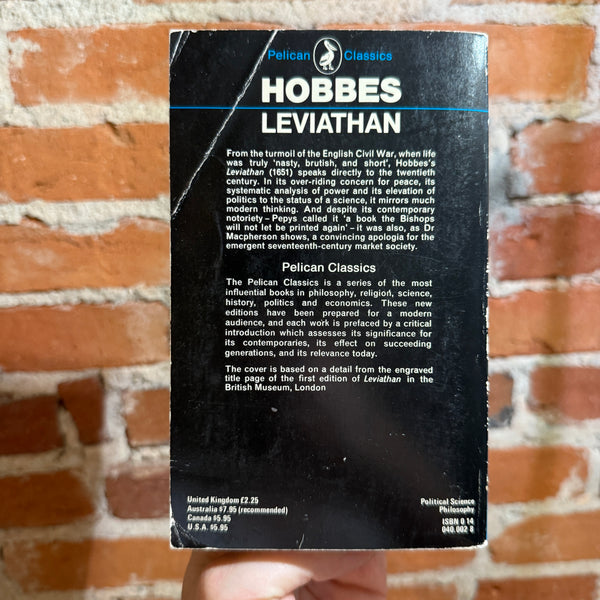 Pelican Classics
HOBBES
LEVIATHAN
From the turmoil of the English Civil War, when life
was truly 'nasty, brutish, and short', Hobbes's
Leviathan (1651) speaks directly to the twentieth
century. In its over-riding concern for peace, its
systematic analysis of power and its elevation of
politics to the status of a science, it mirrors much
modern thinking. And despite its contemporary
notoriety – Pepys called it 'a book the Bishops
will not let be printed again' – it was also, as Dr
Macpherson shows, a convincing apologia for the
emergent seventeenth-century market society.
Pelican Classics
The Pelican Classics is a series of the most
influential books in philosophy, religion, science,
history, politics and economics. These new
editions have been prepared for a modern
audience, and each work is prefaced by a critical
introduction which assesses its significance for
its contemporaries, its effect on succeeding
generations, and its relevance today.
The cover is based on a detail from the engraved
title page of the first edition of Leviathan in the
British Museum, London
United Kingdom £2.25
Australia $7.95 (recommended)
Canada $5.95
U.S.A. $5.95
Political Science
Philosophy
ISBN 0 14
040.002 8